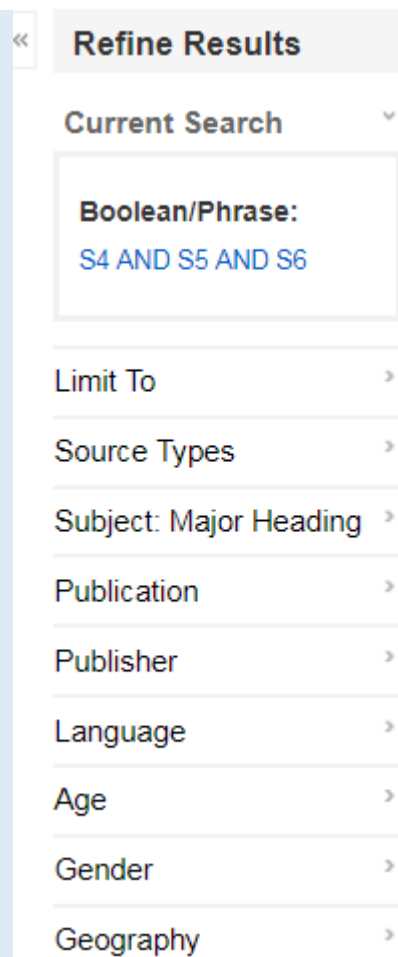 «
Refine Results
Current Search
Boolean/Phrase:
S4 AND S5 AND S6
Limit To
Source Types
Subject: Major Heading
Publication
Publisher
Language
Age
Gender
Geography